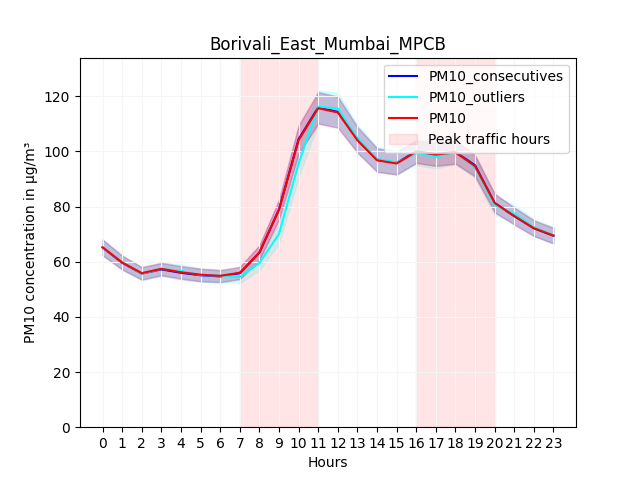 Borivali_East_Mumbai_MPCB
PM10_consecutives
PM10_outliers
PM10
Peak traffic hours
PM10 concentration in µg/m³
120
100
80
60
40
20
0
0 1 2 3 4 5 6 7 8 9 10 11 12 13 14 15 16 17 18 19 20 21 22 23
Hours